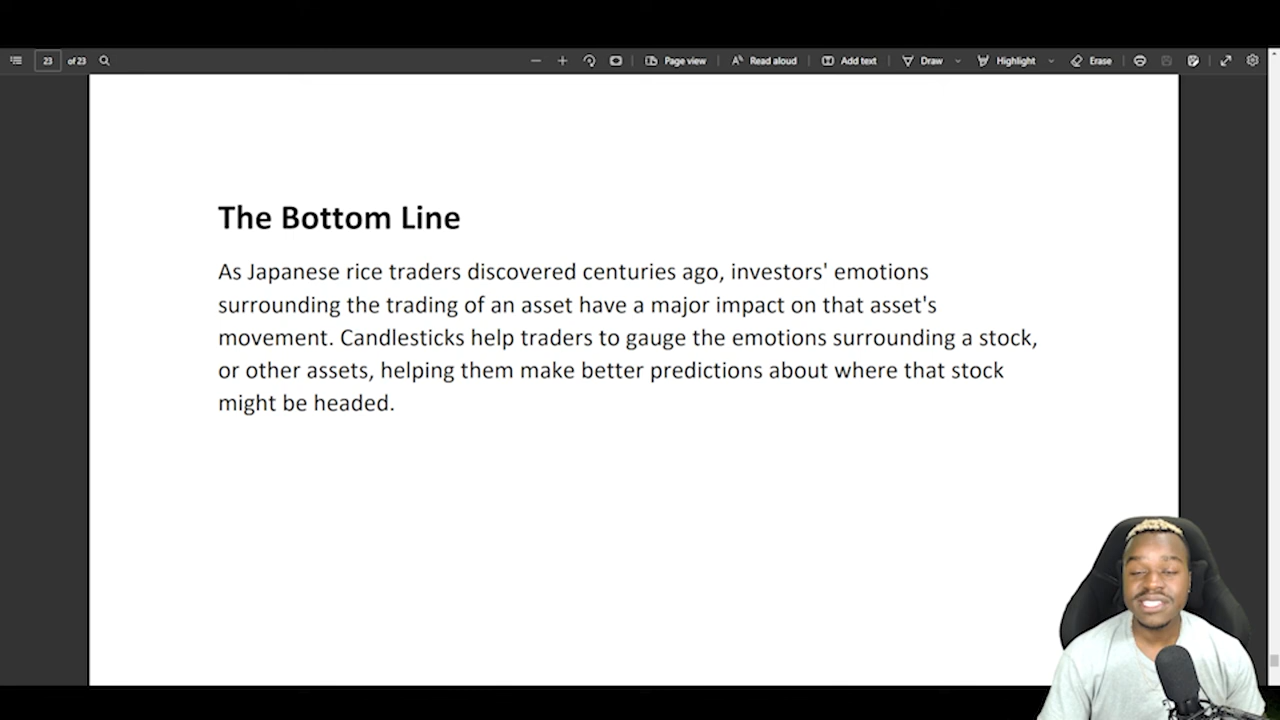 23 of 23 Page view Read aloud Add text Draw Highlight Erase
The Bottom Line
As Japanese rice traders discovered centuries ago, investors' emotions
surrounding the trading of an asset have a major impact on that asset's
movement. Candlesticks help traders to gauge the emotions surrounding a stock,
or other assets, helping them make better predictions about where that stock
might be headed.